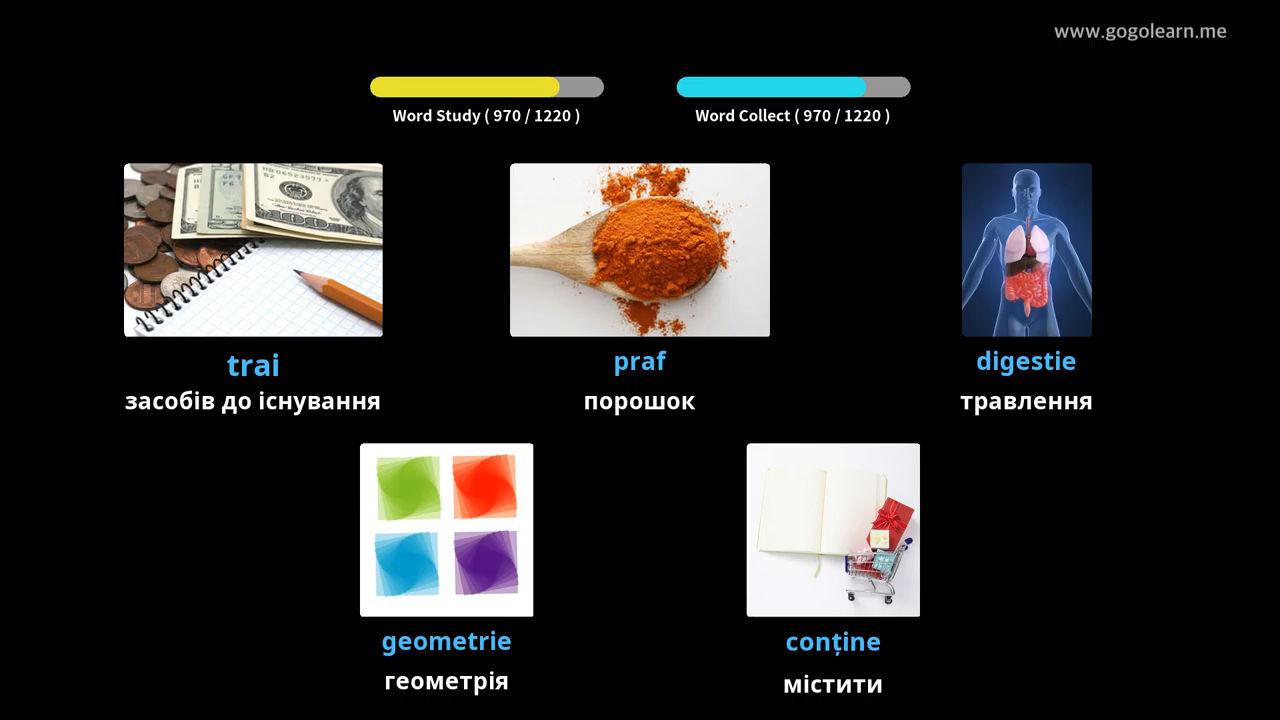 www.gogolearn.me
Word Study ( 970 / 1220 )
Word Collect ( 970 / 1220 )
trai
praf
digestie
засобів до існування
порошок
травлення
geometrie
conține
геометрія
містити